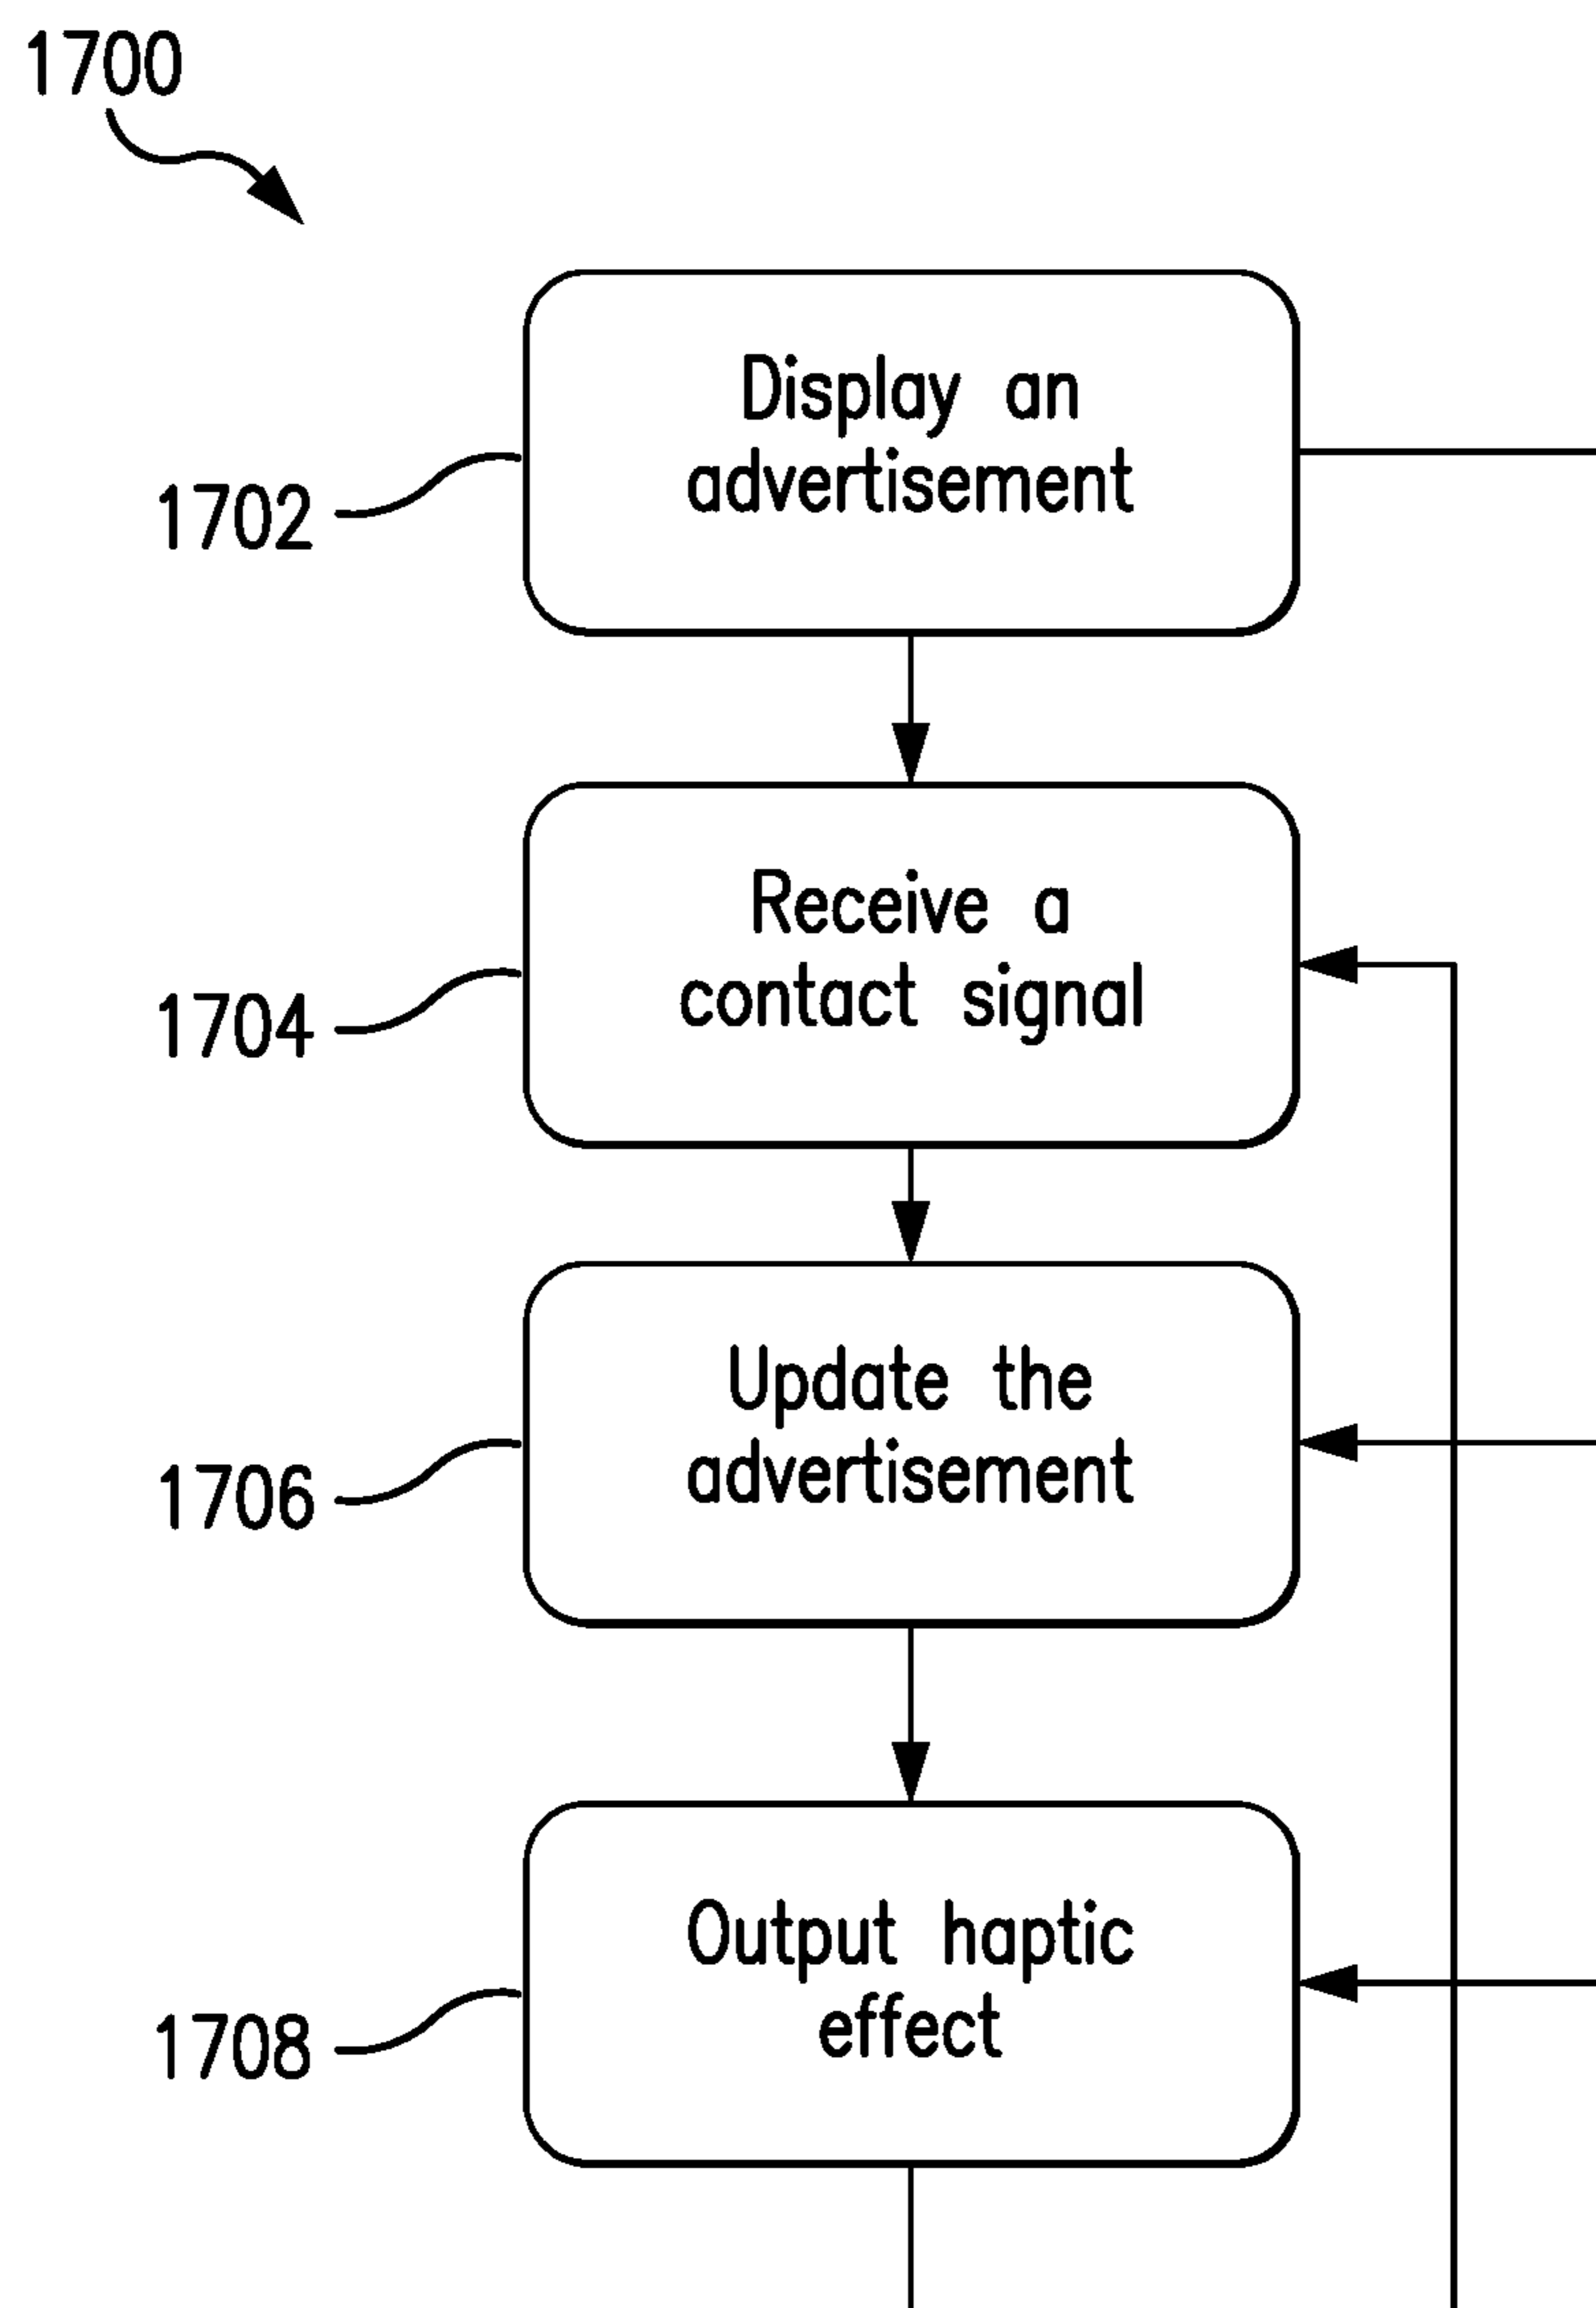 1700
Display an
advertisement
1702
Receive a
contact signal
1704
Update the
advertisement
1706
Output haptic
effect
1708